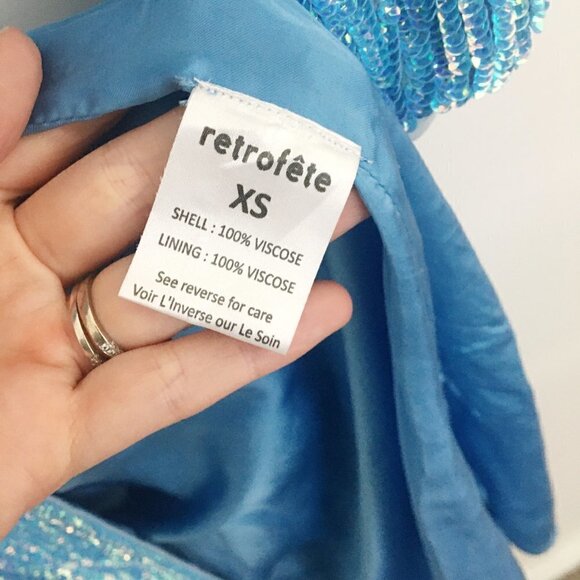 retrofête
XS
SHELL : 100% VISCOSE
LINING : 100% VISCOSE
See reverse for care
Voir L'Inverse our Le Soin